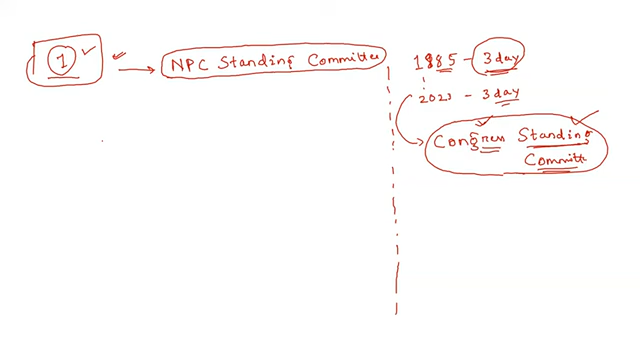 1
NPC Standing Committee
1885 - 3 day
2023 - 3 day
Congress Standing
Committe